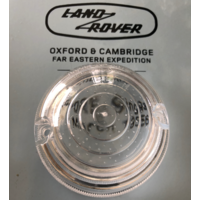 LAND
ROVER
OXFORD & CAMBRIDGE
FAR EASTERN EXPEDITION